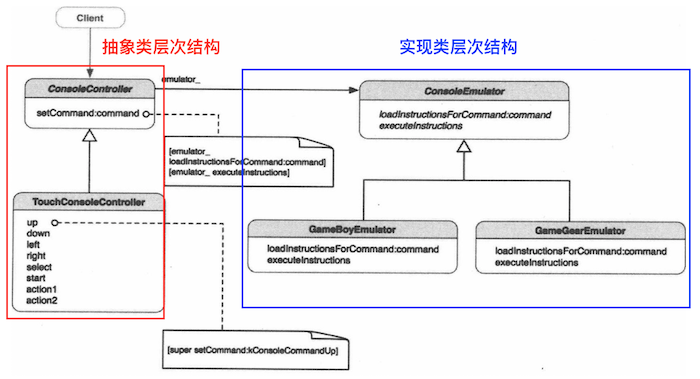 Client
抽象类层次结构
实现类层次结构
ConsoleController
emulator_
ConsoleEmulator
setCommand:command
loadInstructionsForCommand:command
executeInstructions
[emulator_
loadInstructionsForCommand:command]
[emulator_ executeInstructions]
TouchConsoleController
up
down
left
right
select
start
action1
action2
GameBoyEmulator
loadInstructionsForCommand:command
executeInstructions
GameGearEmulator
loadInstructionsForCommand:command
executeInstructions
[super setCommand:kConsoleCommandUp]